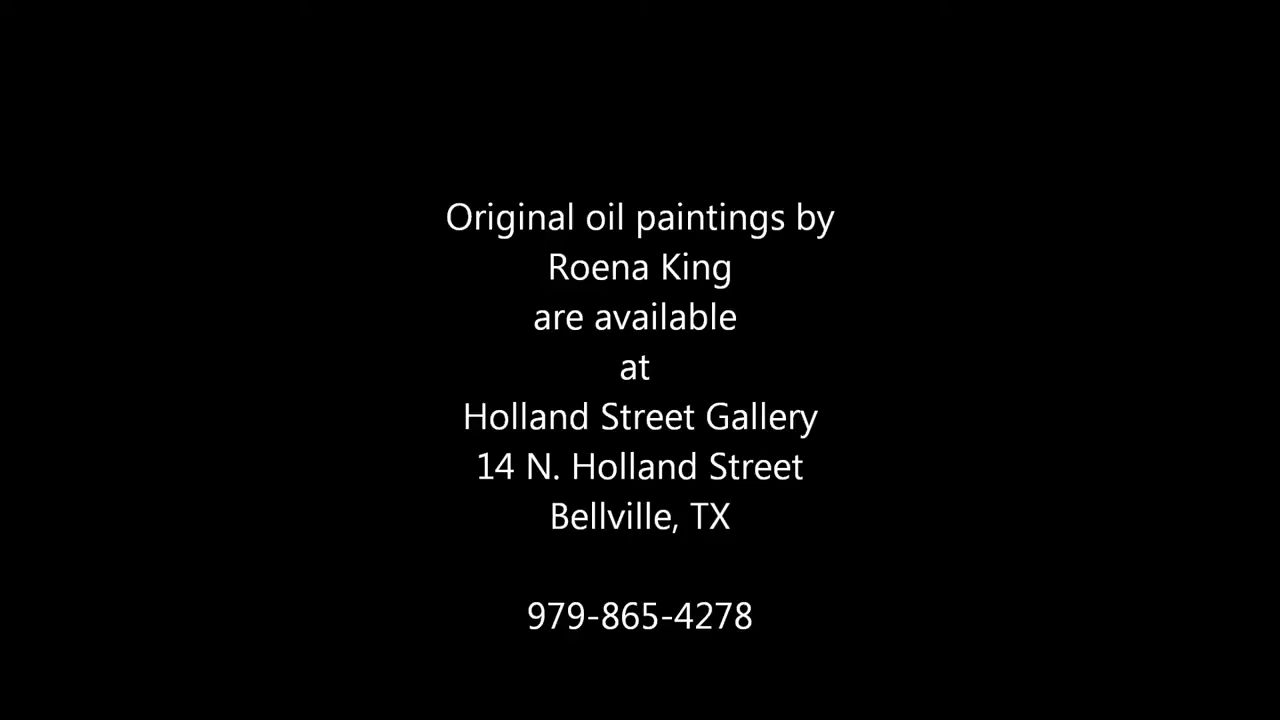 Original oil paintings by
Roena King
are available
at
Holland Street Gallery
14 N. Holland Street
Bellville, TX
979-865-4278